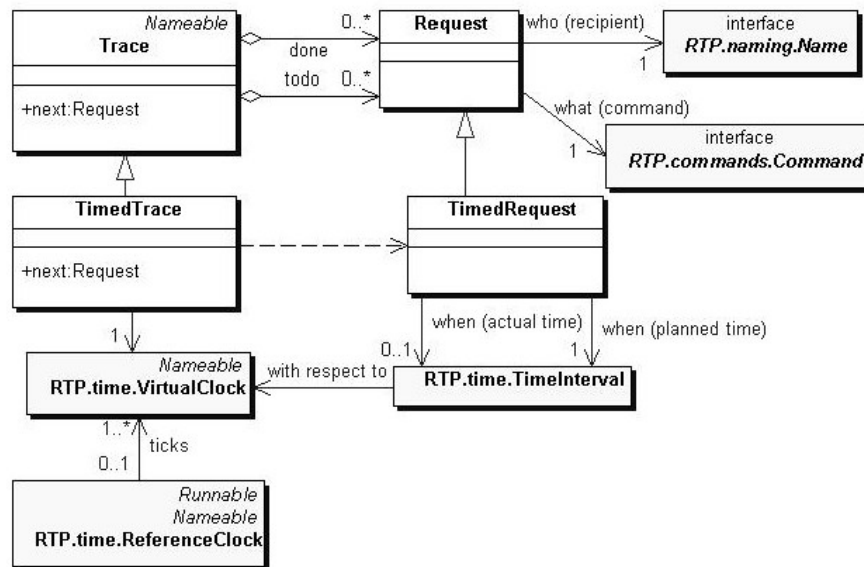 Nameable
Trace
+next:Request
done
0..*
todo
0..*
Request
who (recipient)
1
interface
RTP.naming.Name
what (command)
1
interface
RTP.commands.Command
TimedTrace
+next:Request
TimedRequest
1
when (actual time)
0..1
when (planned time)
1
Nameable
RTP.time.VirtualClock
with respect to
RTP.time.TimeInterval
1..*
ticks
0..1
Runnable
Nameable
RTP.time.ReferenceClock